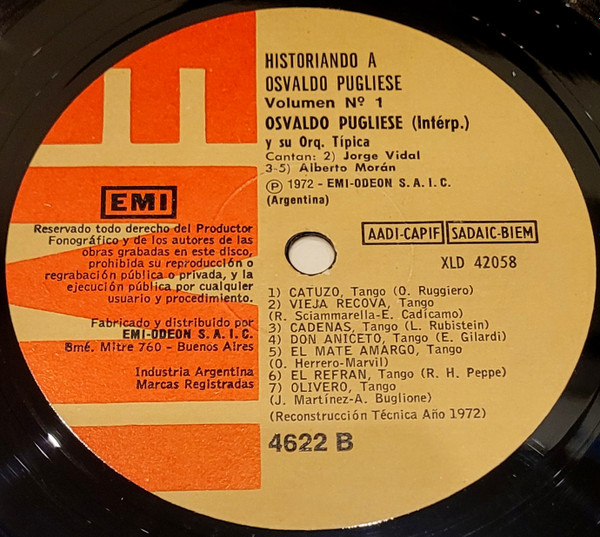 HISTORIANDO A
OSVALDO PUGLIESE
Volumen Nº 1
OSVALDO PUGLIESE (Intérp.)
y su Orq. Típica
Cantan: 2) Jorge Vidal
3-5) Alberto Morán
Ⓟ 1972 - EMI-ODEON S. A. I. C.
(Argentina)
EMI
Reservado todo derecho del Productor
Fonográfico y de los autores de las
obras grabadas en este disco,
prohibida su reproducción o
regrabación pública o privada, y la
ejecución pública por cualquier
usuario y procedimiento.
Fabricado y distribuido por
EMI-ODEON S. A. I. C.
Bmé. Mitre 760 - Buenos Aires
Industria Argentina
Marcas Registradas
AADI-CAPIF SADAIC-BIEM
XLD 42058
1) CATUZO, Tango (O. Ruggiero)
2) VIEJA RECOVA, Tango
(R. Sciammarella-E. Cadícamo)
3) CADENAS, Tango (L. Rubistein)
4) DON ANICETO, Tango (E. Gilardi)
5) EL MATE AMARGO, Tango
(O. Herrero-Marvil)
6) EL REFRAN, Tango (R. H. Peppe)
7) OLIVERO, Tango
(J. Martínez-A. Buglione)
(Reconstrucción Técnica Año 1972)
4622 B
EMI